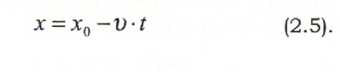 x = x₀ − υ · t (2.5).